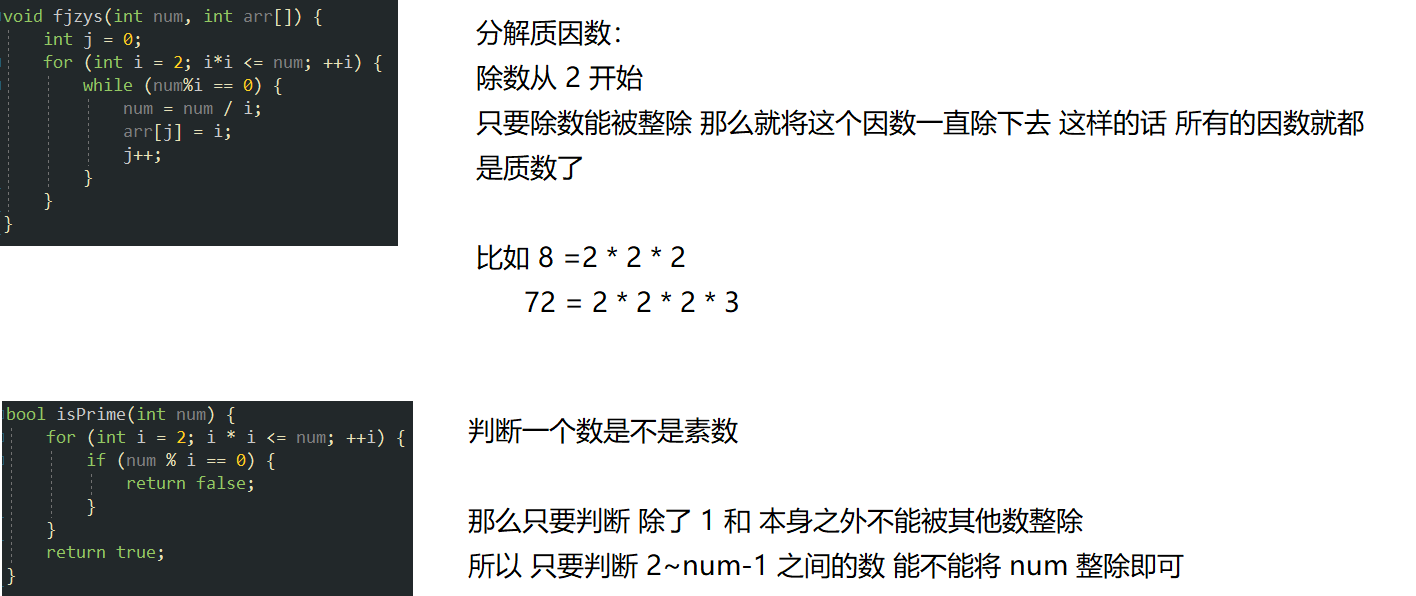 void fjzys(int num, int arr[]) {
int j = 0;
for (int i = 2; i*i <= num; ++i) {
while (num%i == 0) {
num = num / i;
arr[j] = i;
j++;
}
}
}
分解质因数：
除数从 2 开始
只要除数能被整除 那么就将这个因数一直除下去 这样的话 所有的因数就都
是质数了
比如 8 =2 * 2 * 2
72 = 2 * 2 * 2 * 3
bool isPrime(int num) {
for (int i = 2; i * i <= num; ++i) {
if (num % i == 0) {
return false;
}
}
return true;
}
判断一个数是不是素数
那么只要判断 除了 1 和 本身之外不能被其他数整除
所以 只要判断 2~num-1 之间的数 能不能将 num 整除即可